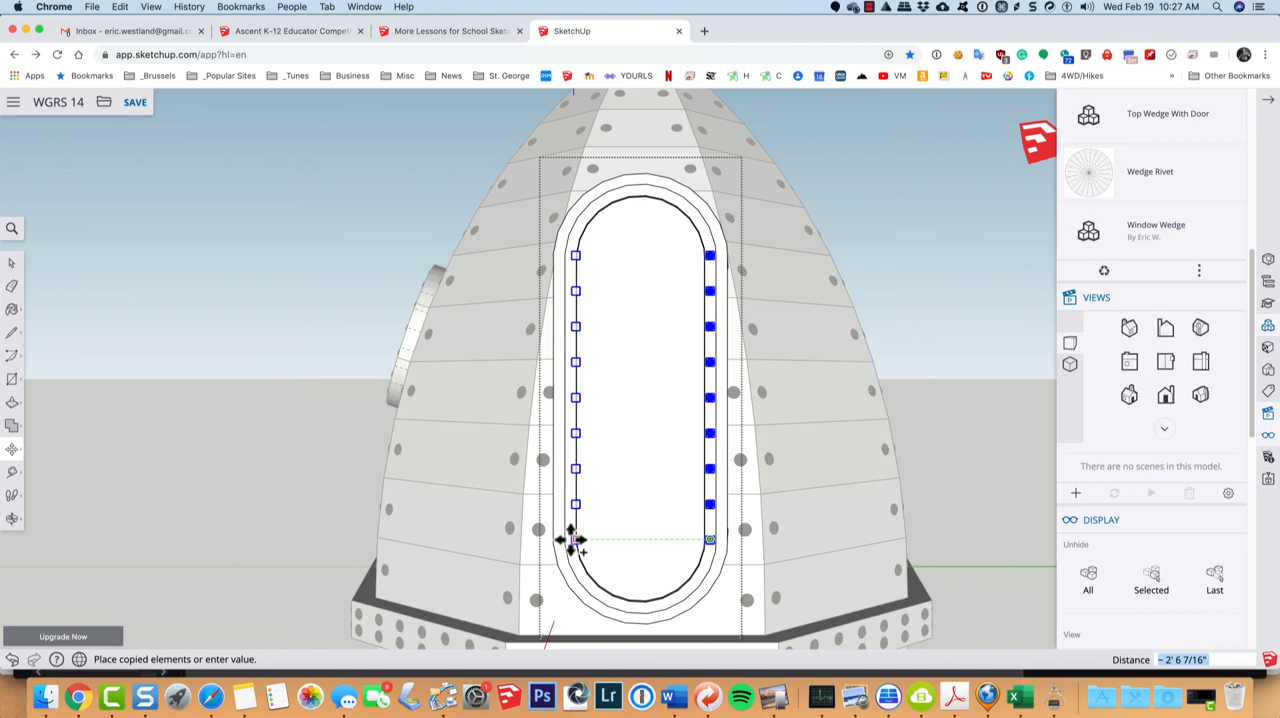 Chrome File Edit View History Bookmarks People Tab Window Help
Wed Feb 19 10:27 AM
Inbox - eric.westland@gmail.c
Ascent K-12 Educator Compet
More Lessons for School Sketc
SketchUp
app.sketchup.com/app?hl=en
Apps Bookmarks _Brussels _Popular Sites _Tunes Business Misc News St. George YOURLS H C VM 4WD/Hikes » Other Bookmarks
WGRS 14 SAVE
Top Wedge With Door
Wedge Rivet
Window Wedge
By Eric W.
VIEWS
There are no scenes in this model.
DISPLAY
Unhide
All Selected Last
View
Upgrade Now
Place copied elements or enter value.
Distance ~ 2' 6 7/16"
Ps Lr W